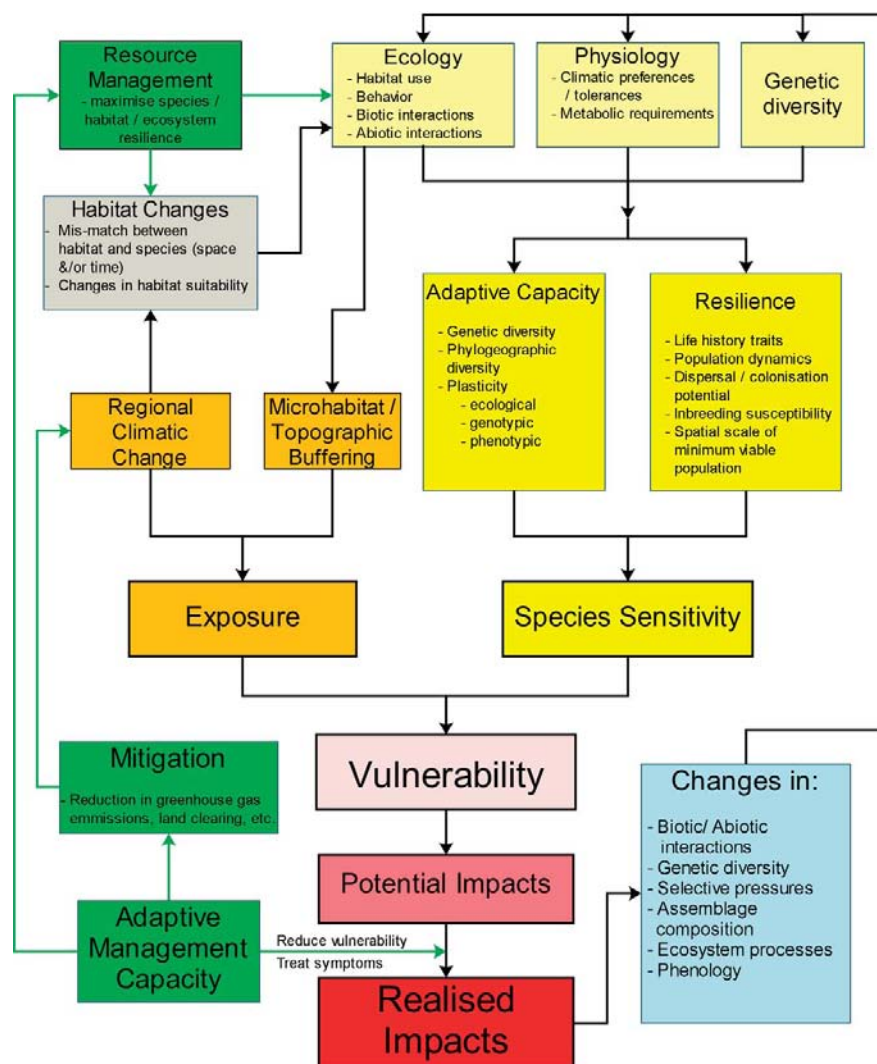 Resource
Management
- maximise species /
habitat / ecosystem
resilience
Ecology
- Habitat use
- Behavior
- Biotic interactions
- Abiotic interactions
Physiology
- Climatic preferences
/ tolerances
- Metabolic requirements
Genetic
diversity
Habitat Changes
- Mis-match between
habitat and species (space
&/or time)
- Changes in habitat suitability
Adaptive Capacity
- Genetic diversity
- Phylogeographic
diversity
- Plasticity
- ecological
- genotypic
- phenotypic
Resilience
- Life history traits
- Population dynamics
- Dispersal / colonisation
potential
- Inbreeding susceptibility
- Spatial scale of
minimum viable
population
Regional
Climatic
Change
Microhabitat /
Topographic
Buffering
Exposure
Species Sensitivity
Vulnerability
Mitigation
- Reduction in greenhouse gas
emmissions, land clearing, etc.
Potential Impacts
Changes in:
- Biotic/ Abiotic
interactions
- Genetic diversity
- Selective pressures
- Assemblage
composition
- Ecosystem processes
- Phenology
Adaptive
Management
Capacity
Reduce vulnerability
Treat symptoms
Realised
Impacts